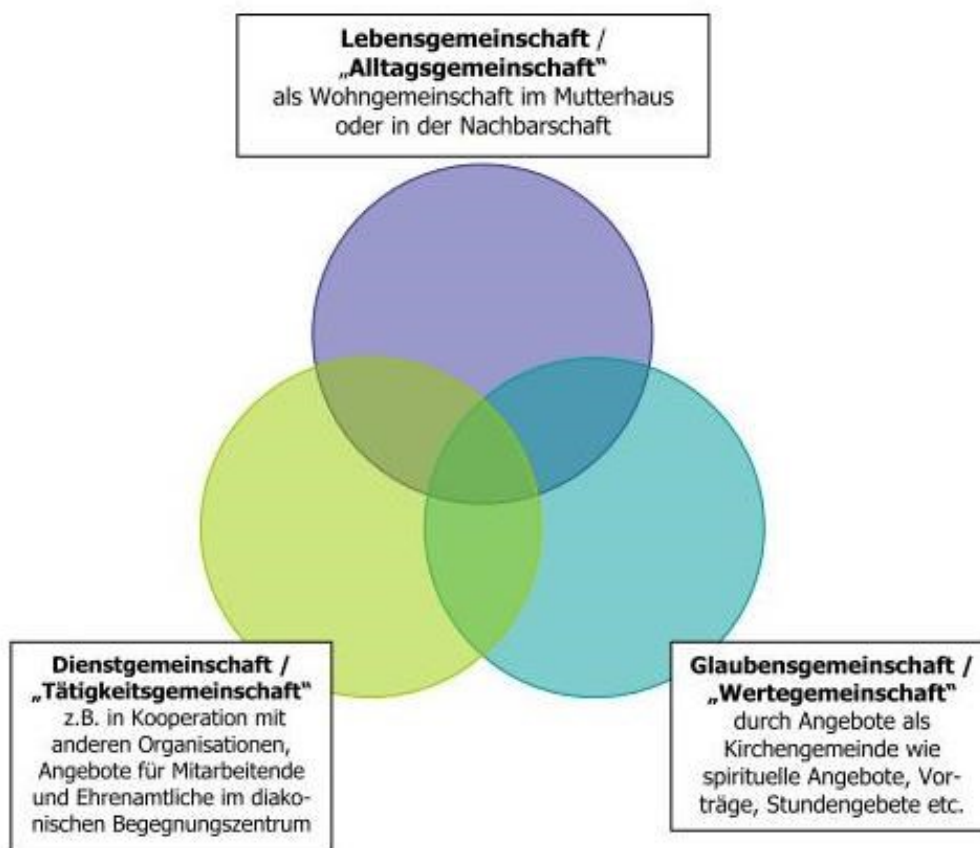 Lebensgemeinschaft /
„Alltagsgemeinschaft“
als Wohngemeinschaft im Mutterhaus
oder in der Nachbarschaft
Dienstgemeinschaft /
„Tätigkeitsgemeinschaft“
z.B. in Kooperation mit
anderen Organisationen,
Angebote für Mitarbeitende
und Ehrenamtliche im diako-
nischen Begegnungszentrum
Glaubensgemeinschaft /
„Wertegemeinschaft“
durch Angebote als
Kirchengemeinde wie
spirituelle Angebote, Vor-
träge, Stundengebete etc.